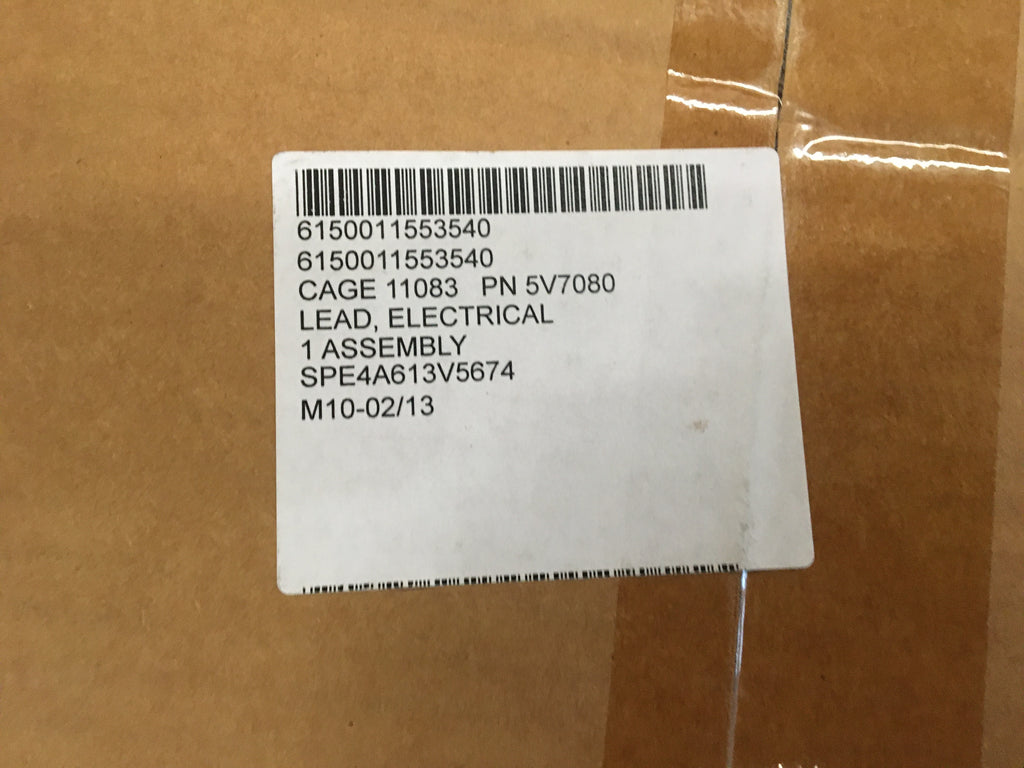 6150011553540
6150011553540
CAGE 11083 PN 5V7080
LEAD, ELECTRICAL
1 ASSEMBLY
SPE4A613V5674
M10-02/13